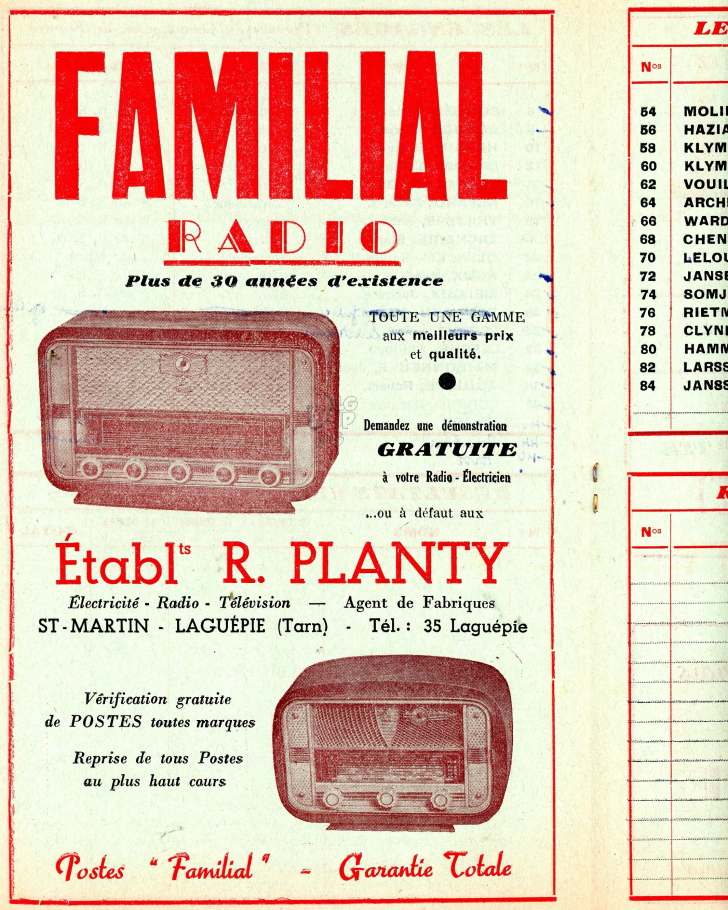 FAMILIAL
RADIO
Plus de 30 années d'existence
TOUTE UNE GAMME
aux meilleurs prix
et qualité.
Demandez une démonstration
GRATUITE
à votre Radio-Électricien
...ou à défaut aux
Établts R. PLANTY
Electricité - Radio - Télévision — Agent de Fabriques
ST-MARTIN - LAGUÉPIE (Tarn) - Tél. : 35 Laguépie
Vérification gratuite
de POSTES toutes marques
Reprise de tous Postes
au plus haut cours
Postes "Familial" - Garantie Totale
LE
Nos
54 MOLI
56 HAZIA
58 KLYM
60 KLYM
62 VOUIL
64 ARCH
66 WARD
68 CHEN
70 LELOU
72 JANSE
74 SOMJ
76 RIETM
78 CLYN
80 HAMM
82 LARSS
84 JANSS
R
Nos